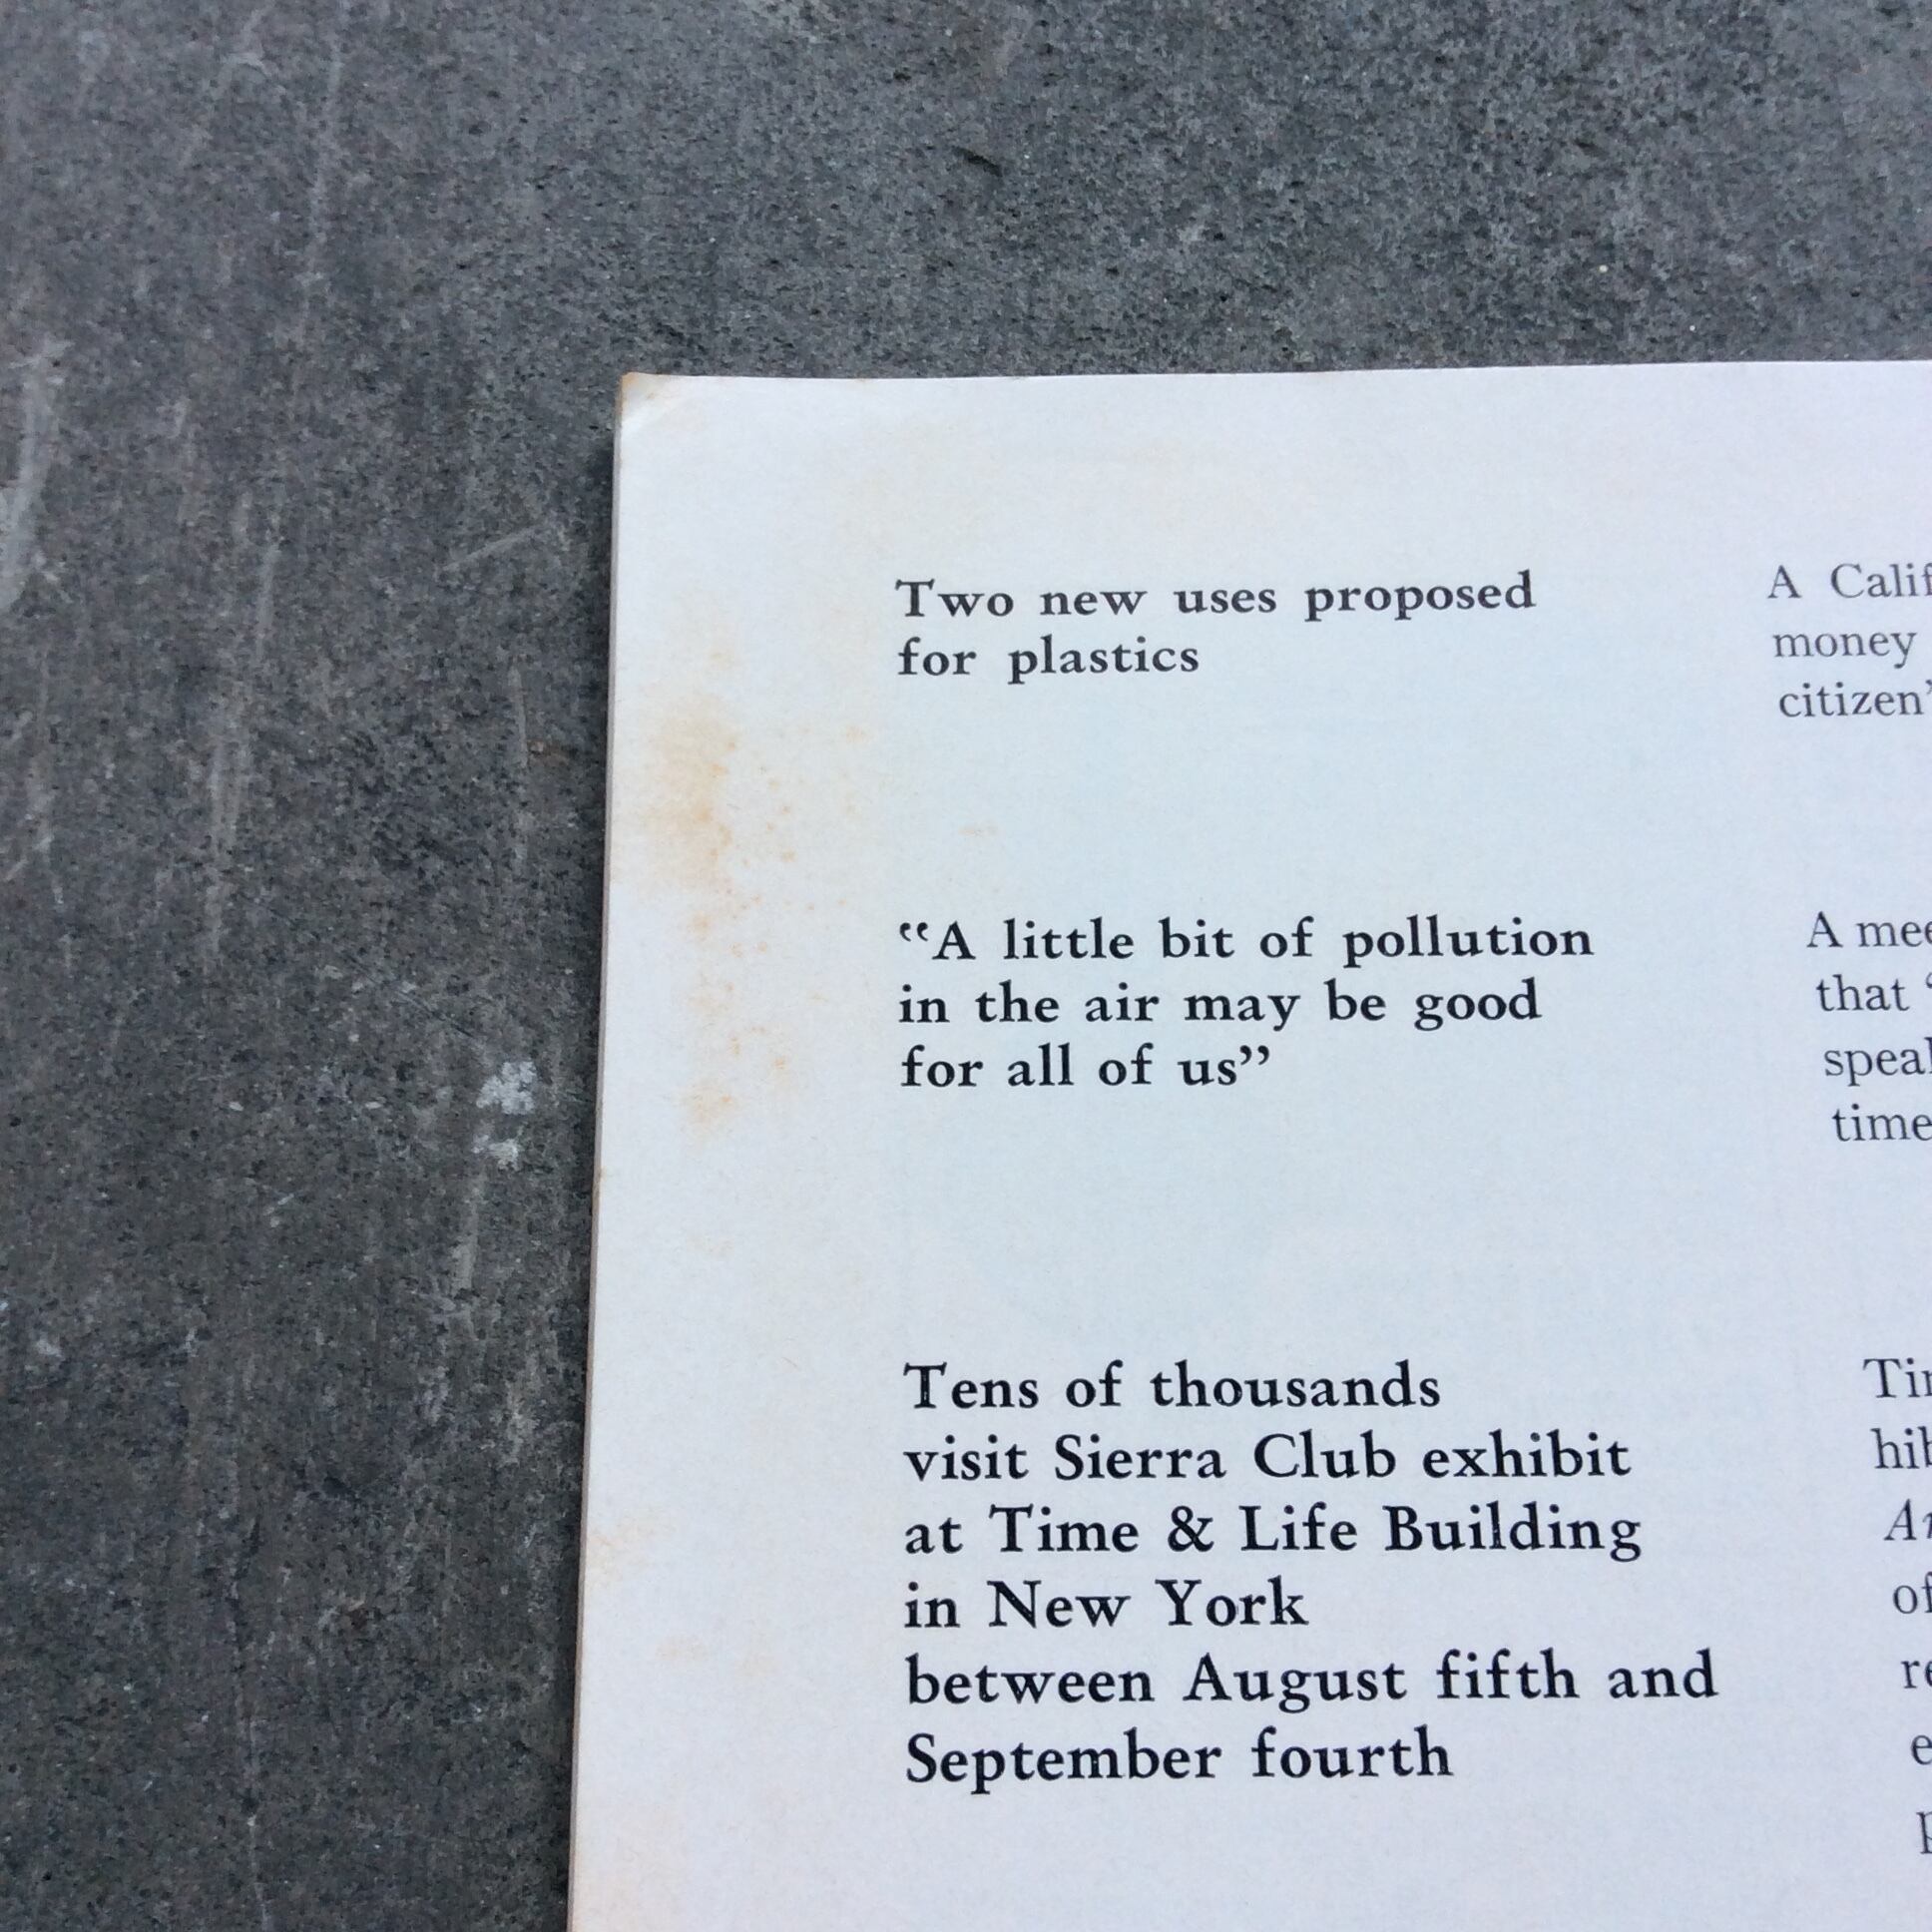 Two new uses proposed
for plastics
"A little bit of pollution
in the air may be good
for all of us"
Tens of thousands
visit Sierra Club exhibit
at Time & Life Building
in New York
between August fifth and
September fourth
A
money
citizen'
A
that
time